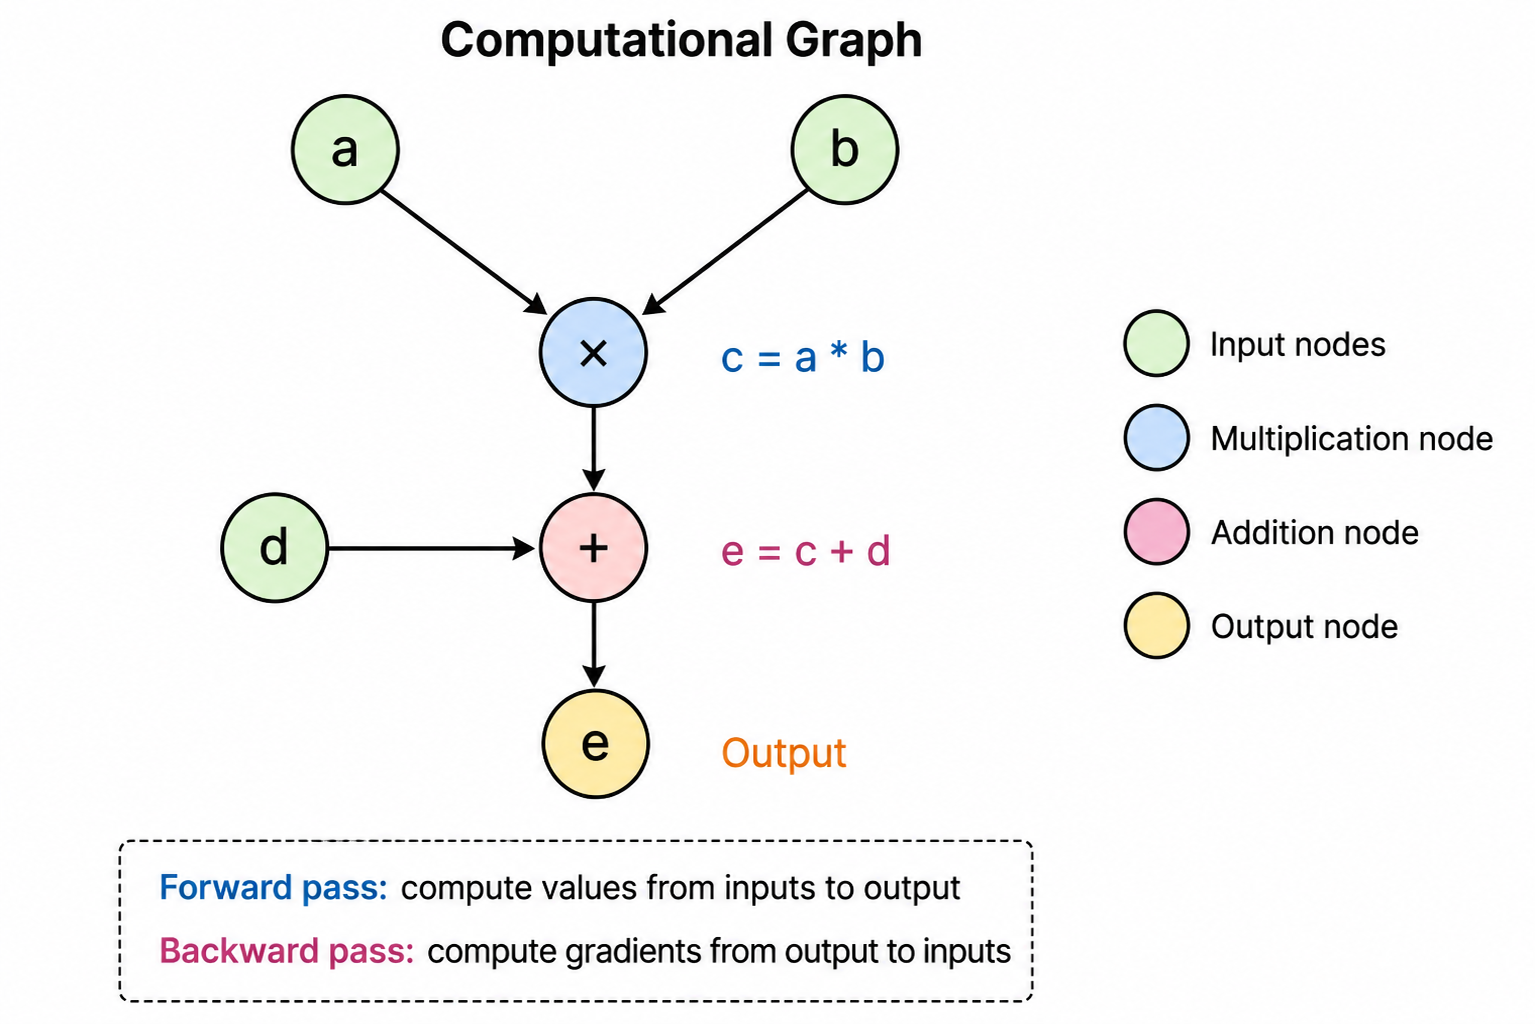 Computational Graph
a
b
×
c = a * b
d
+
e = c + d
e
Output
Input nodes
Multiplication node
Addition node
Output node
Forward pass: compute values from inputs to output
Backward pass: compute gradients from output to inputs